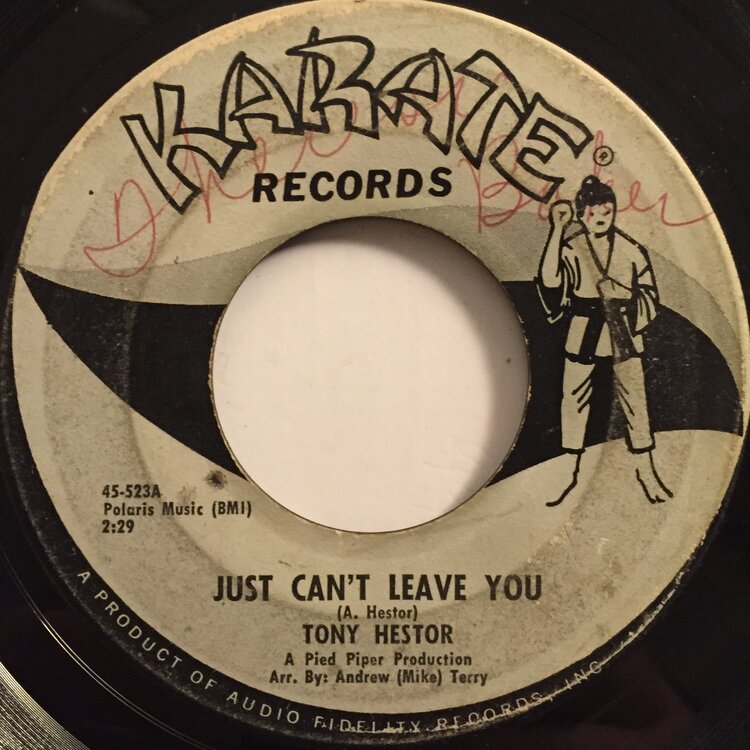 KARATE ®
RECORDS
Baker
45-523A
Polaris Music (BMI)
2:29
JUST CAN'T LEAVE YOU
(A. Hestor)
TONY HESTOR
A Pied Piper Production
Arr. By: Andrew (Mike) Terry
A PRODUCT OF AUDIO FIDELITY RECORDS, INC.